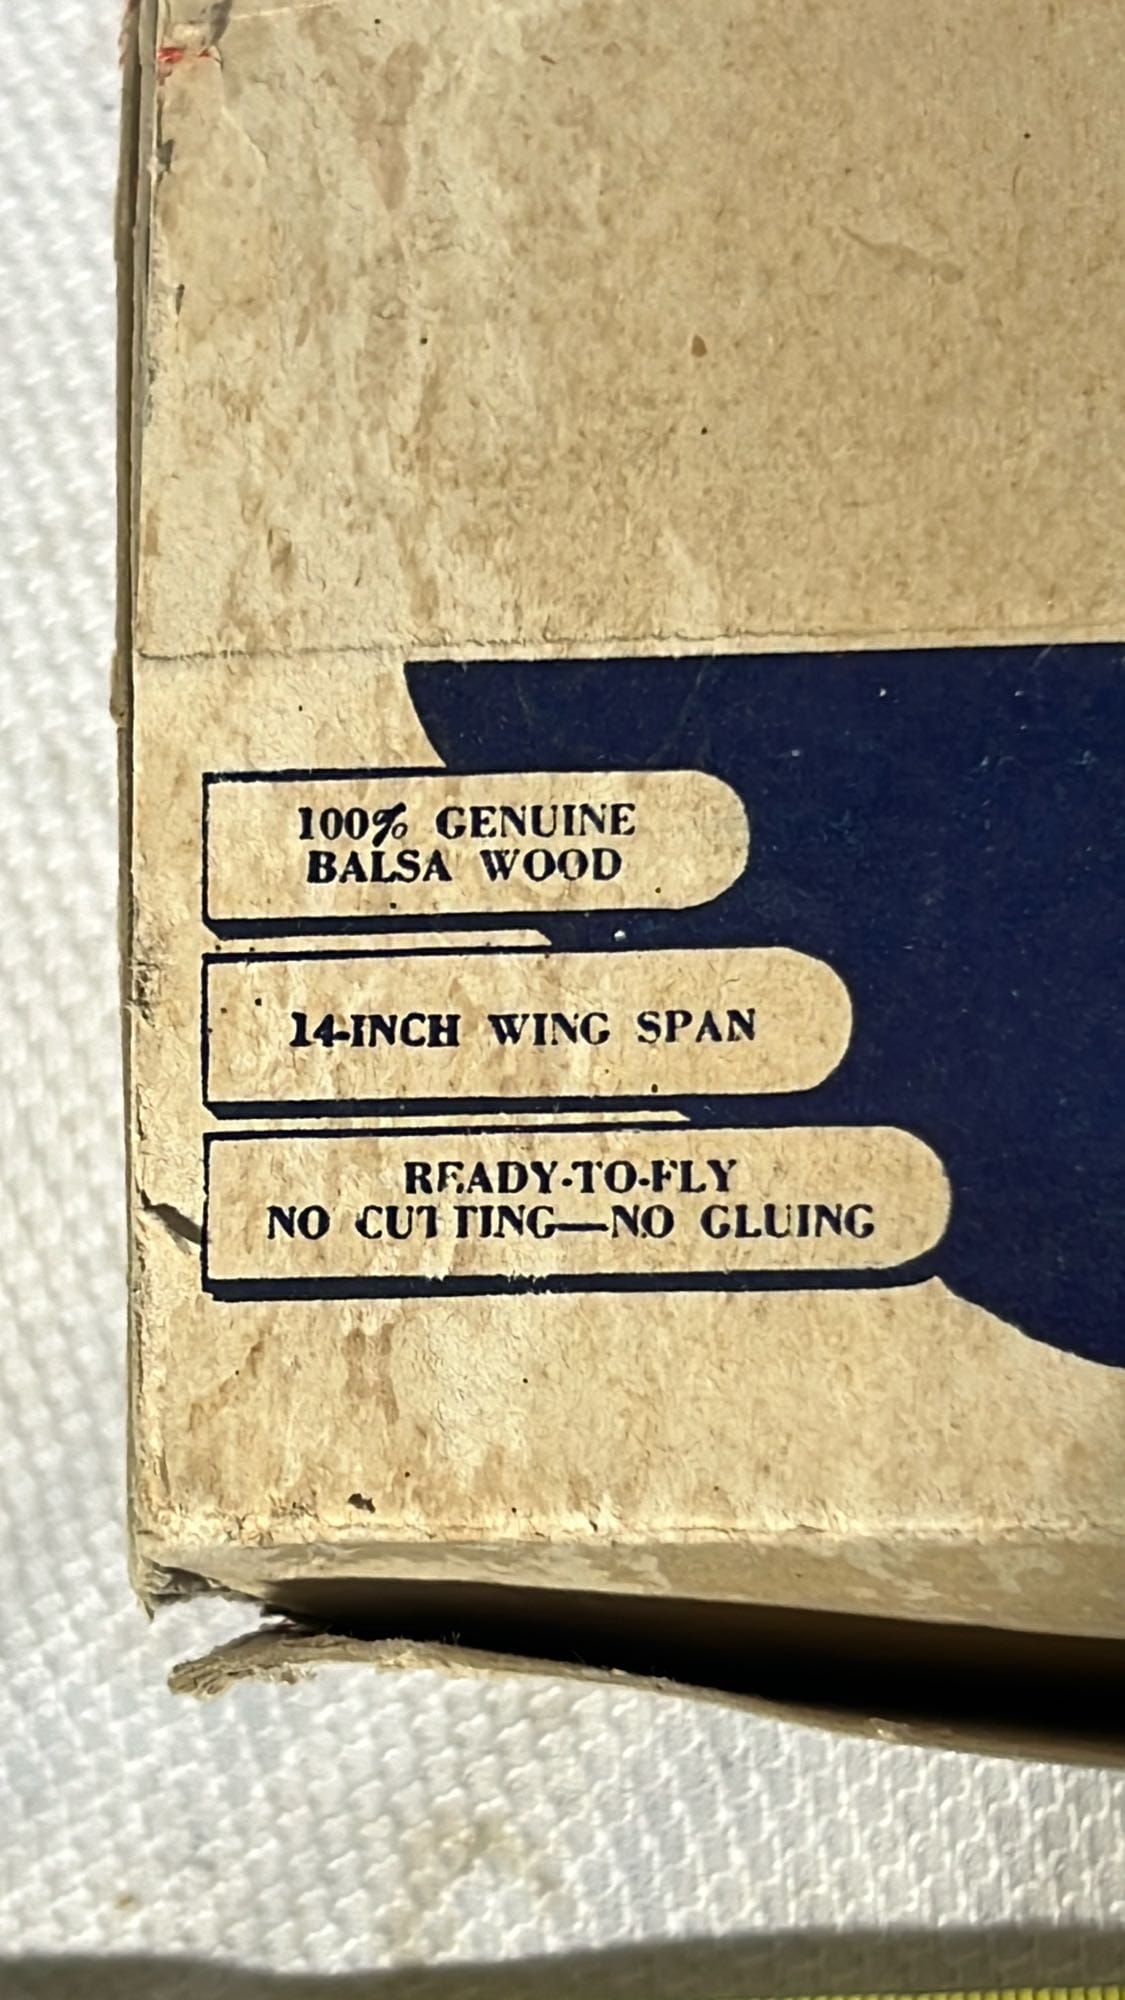 100% GENUINE
BALSA WOOD
14-INCH WING SPAN
READY-TO-FLY
NO CUTTING—NO GLUING